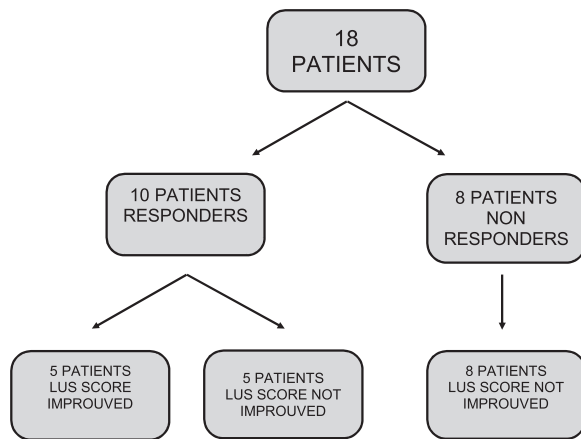 18
PATIENTS
10 PATIENTS
RESPONDERS
8 PATIENTS
NON
RESPONDERS
5 PATIENTS
LUS SCORE
IMPROUVED
5 PATIENTS
LUS SCORE NOT
IMPROUVED
8 PATIENTS
LUS SCORE NOT
IMPROUVED